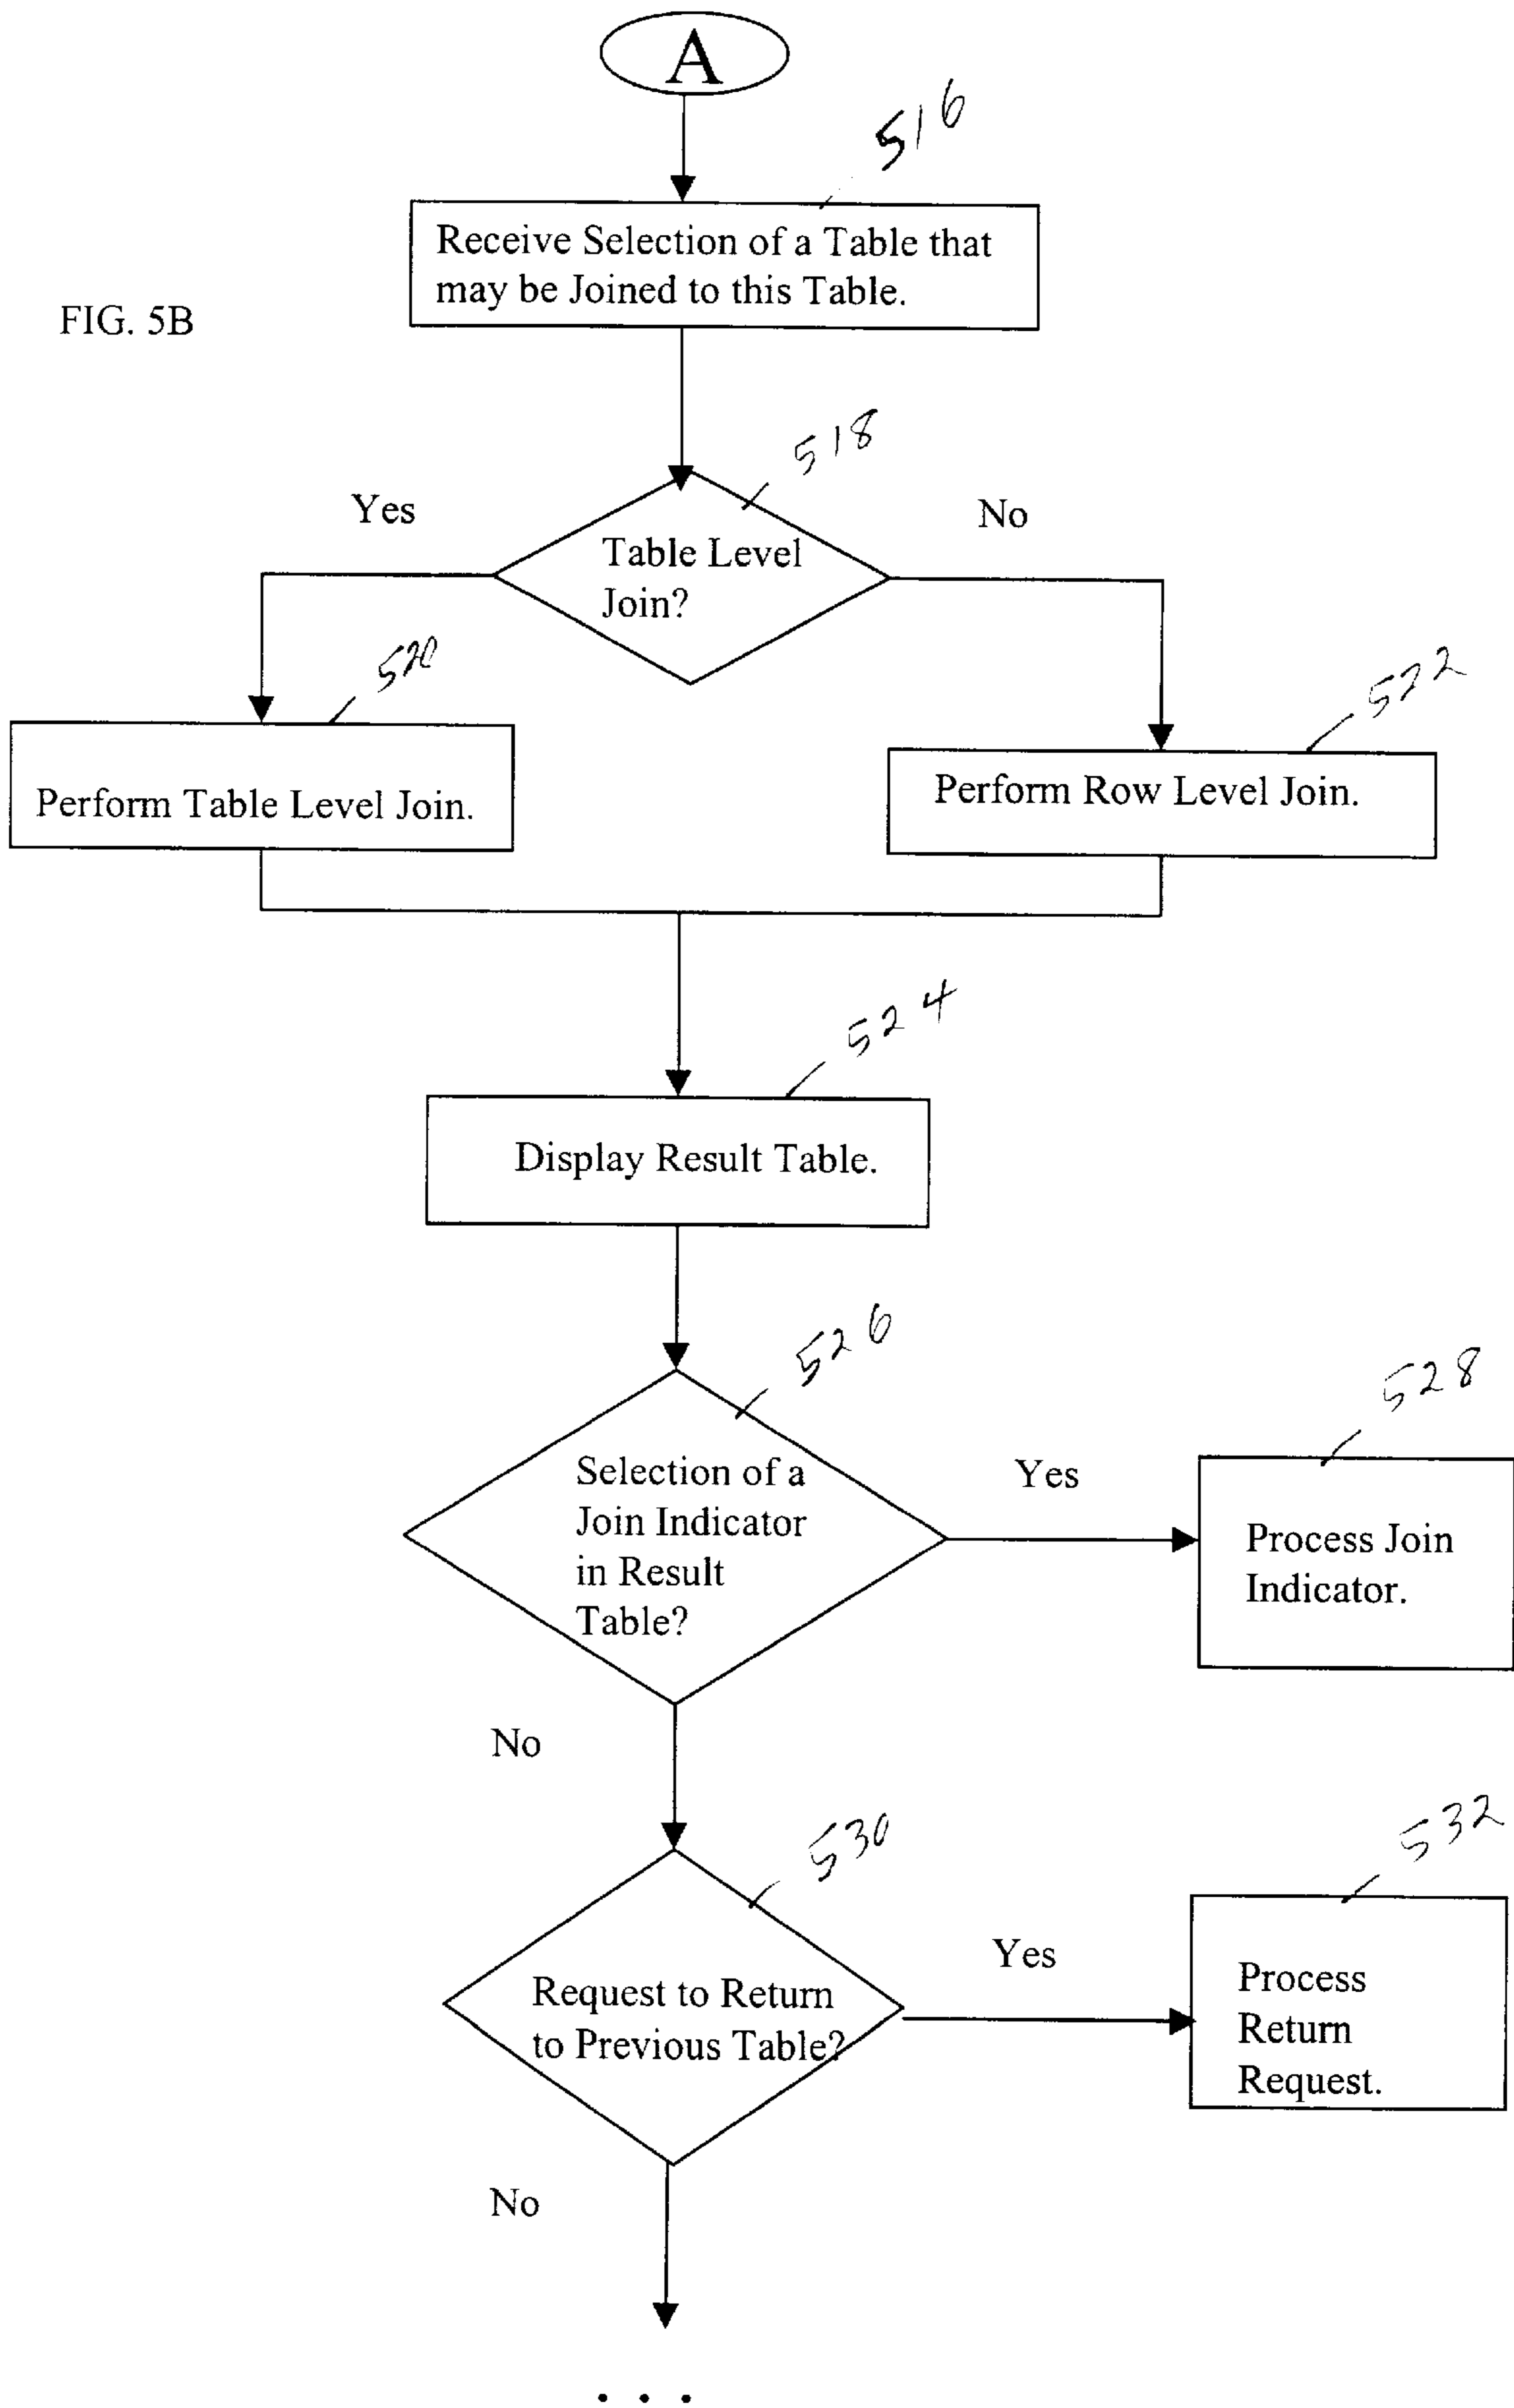 A
516
Receive Selection of a Table that
may be Joined to this Table.
FIG. 5B
518
Yes
No
Table Level
Join?
520
522
Perform Table Level Join.
Perform Row Level Join.
524
Display Result Table.
526
528
Selection of a
Join Indicator
in Result
Table?
Yes
Process Join
Indicator.
No
530
532
Request to Return
to Previous Table?
Yes
Process
Return
Request.
No
. . .